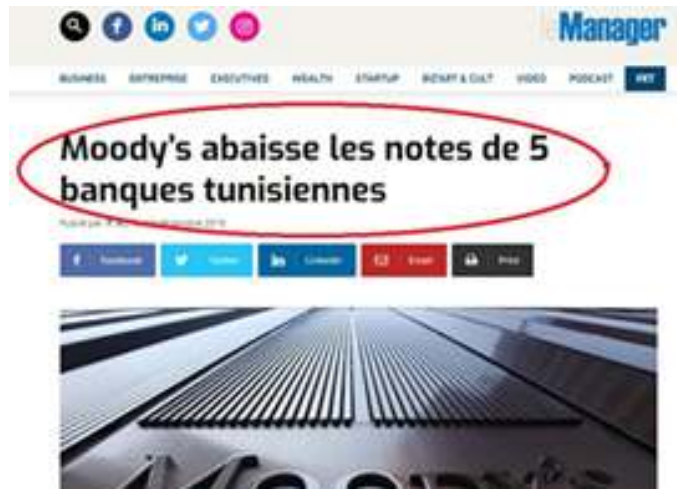 Manager
BUSINESS ENTREPRISE EXECUTIVES WEALTH STARTUP BIZ'ART & CULT VIDEO PODCAST
Moody's abaisse les notes de 5
banques tunisiennes
Facebook Twitter LinkedIn Email Print
Moody's